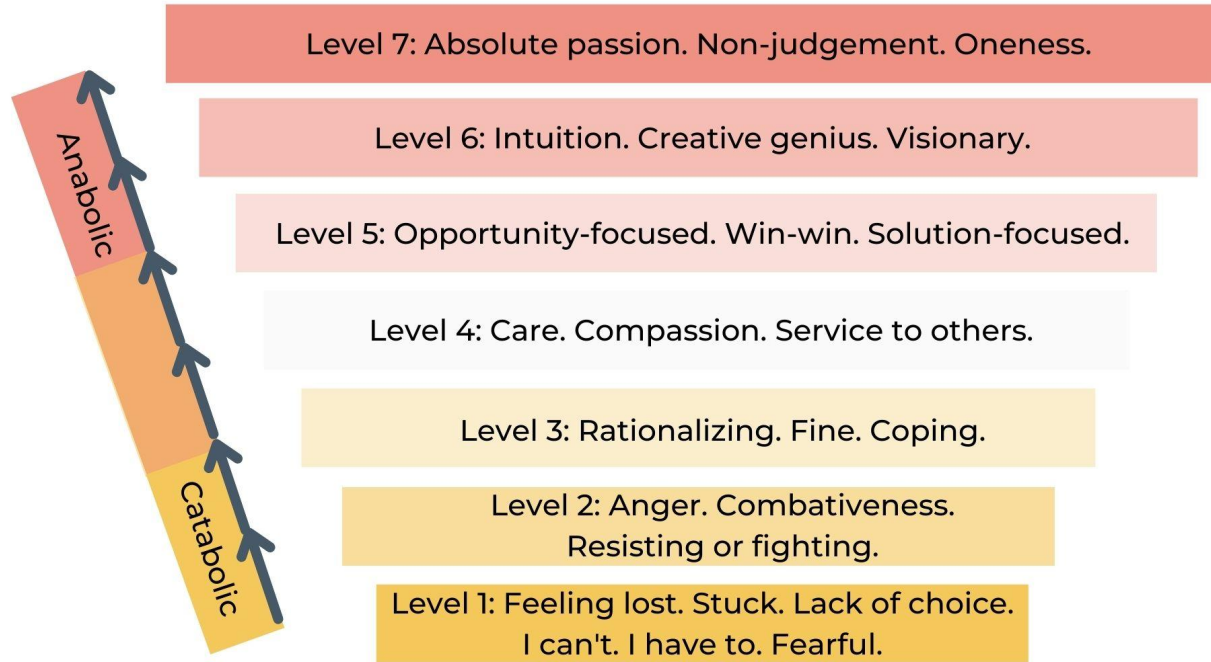 Level 7: Absolute passion. Non-judgement. Oneness.
Anabolic
Level 6: Intuition. Creative genius. Visionary.
Level 5: Opportunity-focused. Win-win. Solution-focused.
Level 4: Care. Compassion. Service to others.
Level 3: Rationalizing. Fine. Coping.
Catabolic
Level 2: Anger. Combativeness.
Resisting or fighting.
Level 1: Feeling lost. Stuck. Lack of choice.
I can't. I have to. Fearful.